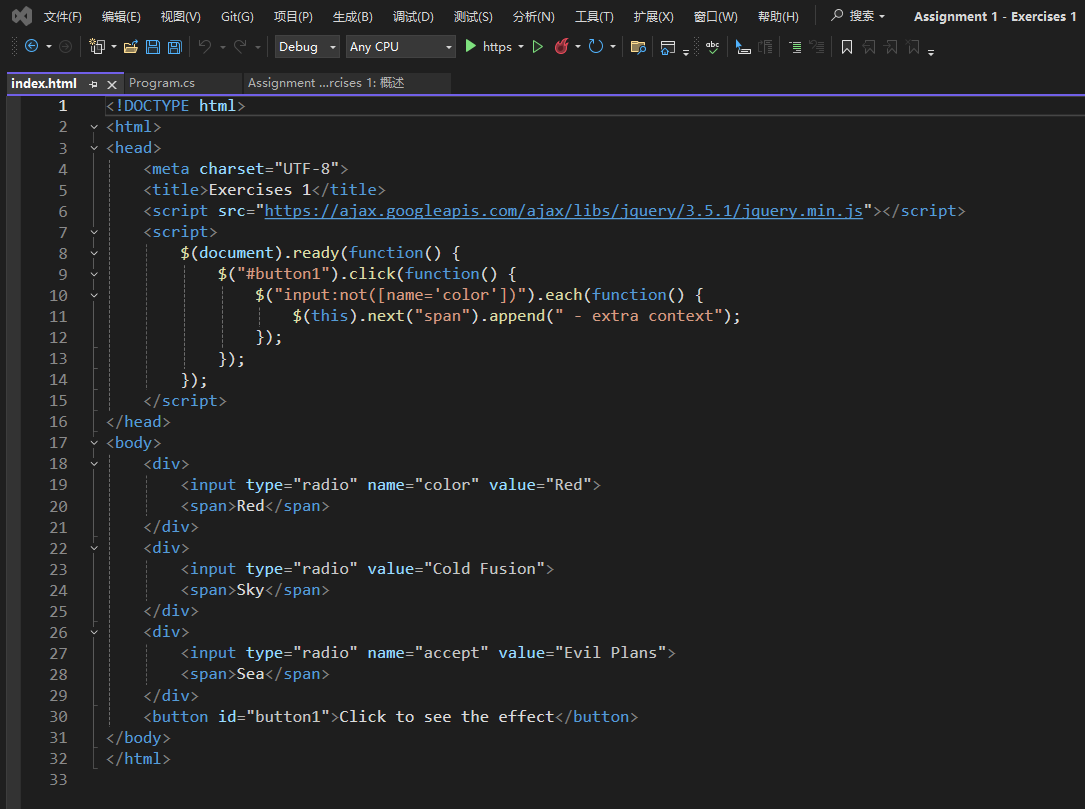 文件(F) 编辑(E) 视图(V) Git(G) 项目(P) 生成(B) 调试(D) 测试(S) 分析(N) 工具(T) 扩展(X) 窗口(W) 帮助(H) 搜索 Assignment 1 - Exercises 1
Debug Any CPU https abc
index.html Program.cs Assignment ...rcises 1: 概述
1 <!DOCTYPE html>
2 <html>
3 <head>
4 <meta charset="UTF-8">
5 <title>Exercises 1</title>
6 <script src="https://ajax.googleapis.com/ajax/libs/jquery/3.5.1/jquery.min.js"></script>
7 <script>
8 $(document).ready(function() {
9 $("#button1").click(function() {
10 $("input:not([name='color'])").each(function() {
11 $(this).next("span").append(" - extra context");
12 });
13 });
14 });
15 </script>
16 </head>
17 <body>
18 <div>
19 <input type="radio" name="color" value="Red">
20 <span>Red</span>
21 </div>
22 <div>
23 <input type="radio" value="Cold Fusion">
24 <span>Sky</span>
25 </div>
26 <div>
27 <input type="radio" name="accept" value="Evil Plans">
28 <span>Sea</span>
29 </div>
30 <button id="button1">Click to see the effect</button>
31 </body>
32 </html>
33